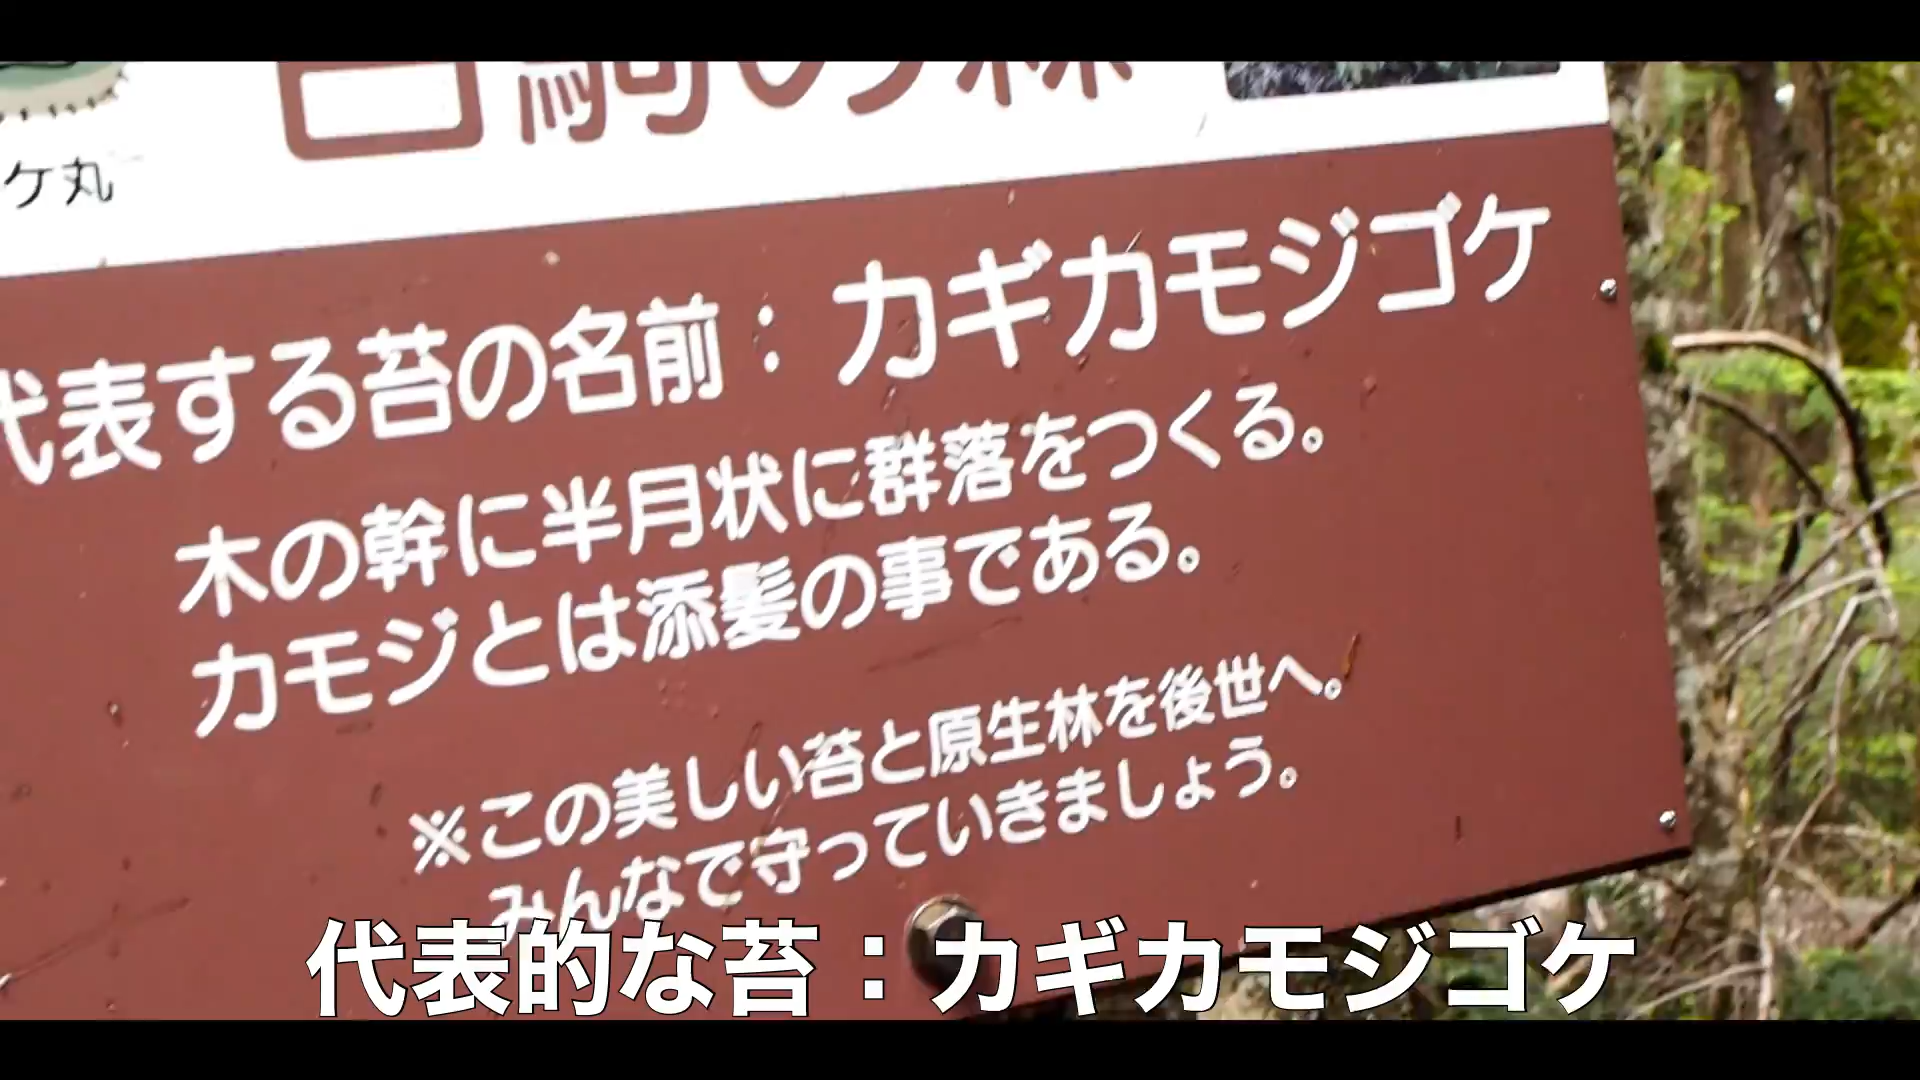 白駒の森
ケ丸
代表する苔の名前：カギカモジゴケ
木の幹に半月状に群落をつくる。
カモジとは添髪の事である。
※この美しい苔と原生林を後世へ。
みんなで守っていきましょう。
代表的な苔：カギカモジゴケ